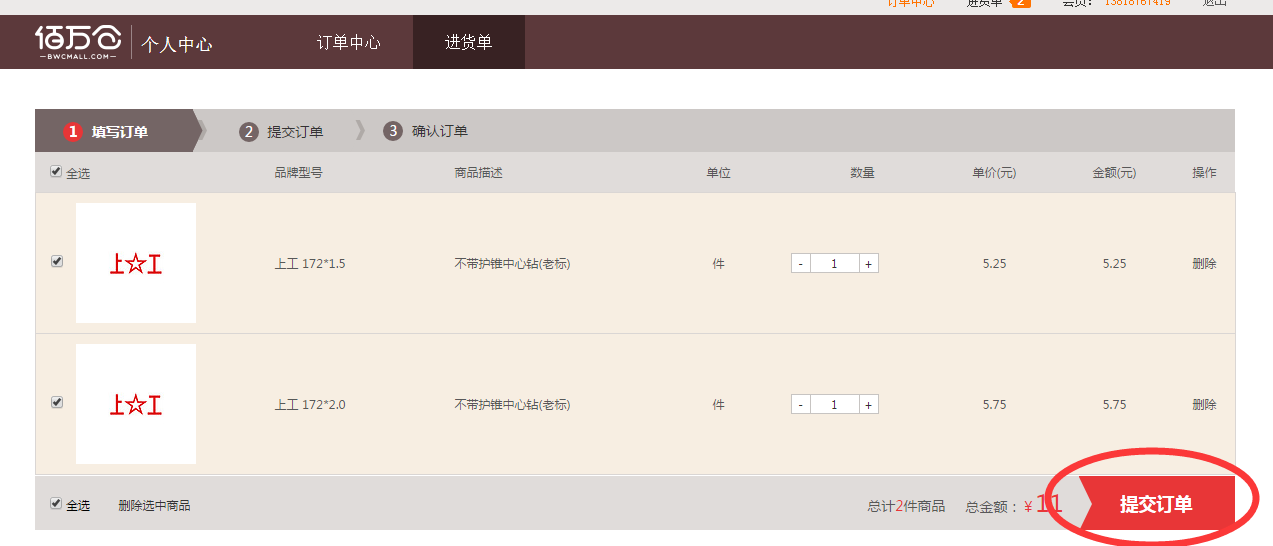 订单中心 进货单 2 会员： 13818767419 退出
佰万仓 个人中心 订单中心 进货单
—BWCMALL.COM—
1 填写订单 2 提交订单 3 确认订单
全选 品牌型号 商品描述 单位 数量 单价(元) 金额(元) 操作
上☆工 上工 172*1.5 不带护锥中心钻(老标) 件 - 1 + 5.25 5.25 删除
上☆工 上工 172*2.0 不带护锥中心钻(老标) 件 - 1 + 5.75 5.75 删除
全选 删除选中商品 总计2件商品 总金额：￥11 提交订单